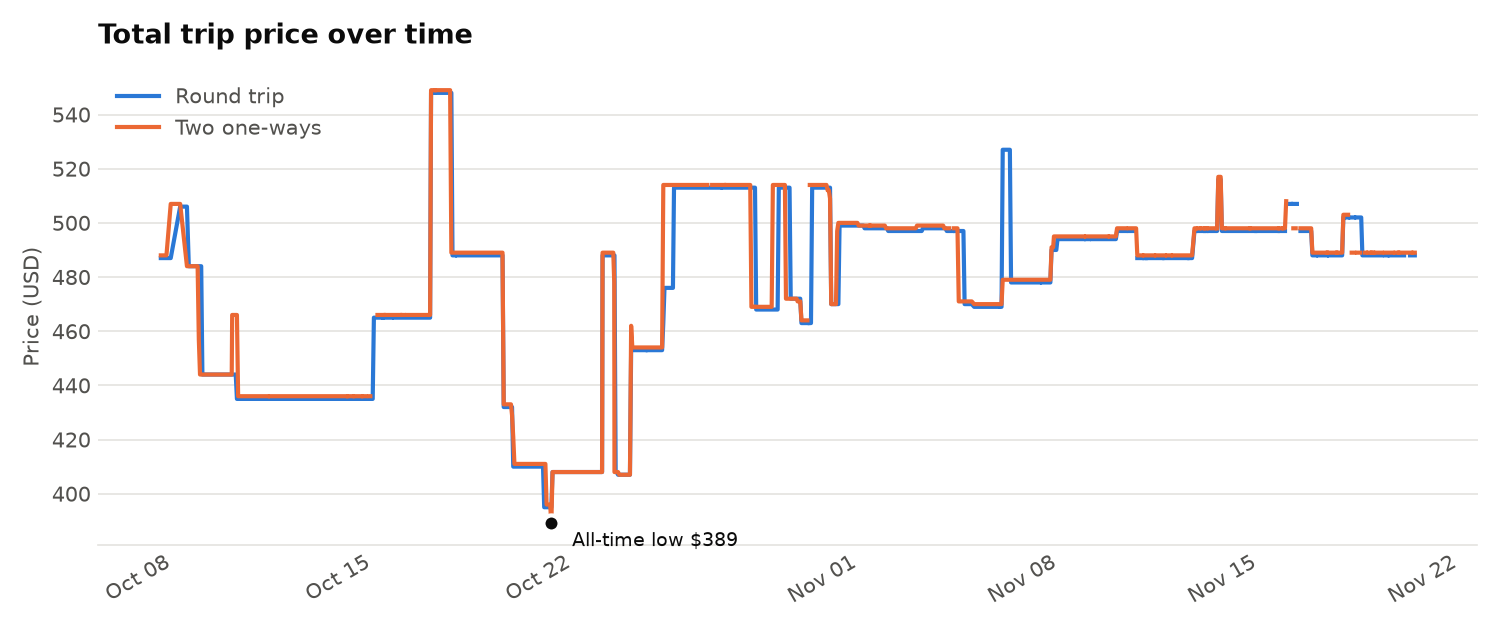 Total trip price over time
Round trip
Two one-ways
Price (USD)
540
520
500
480
460
440
420
400
All-time low $389
Oct 08
Oct 15
Oct 22
Nov 01
Nov 08
Nov 15
Nov 22